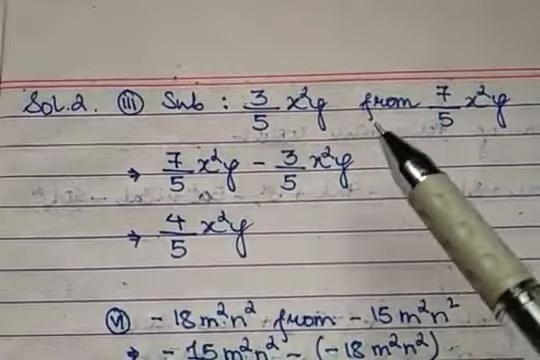 Sol.2. (iii) Sub : 3/5 x²y from 7/5 x²y
→ 7/5 x²y - 3/5 x²y
→ 4/5 x²y
(vi) - 18m²n² from - 15m²n²
→ - 15m²n² - (-18m²n²)